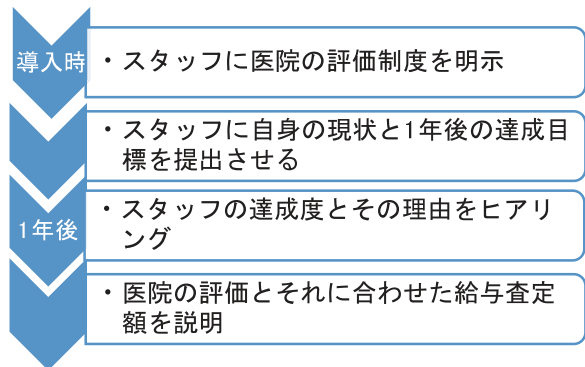 導入時
・スタッフに医院の評価制度を明示
・スタッフに自身の現状と1年後の達成目
標を提出させる
1年後
・スタッフの達成度とその理由をヒアリ
ング
・医院の評価とそれに合わせた給与査定
額を説明